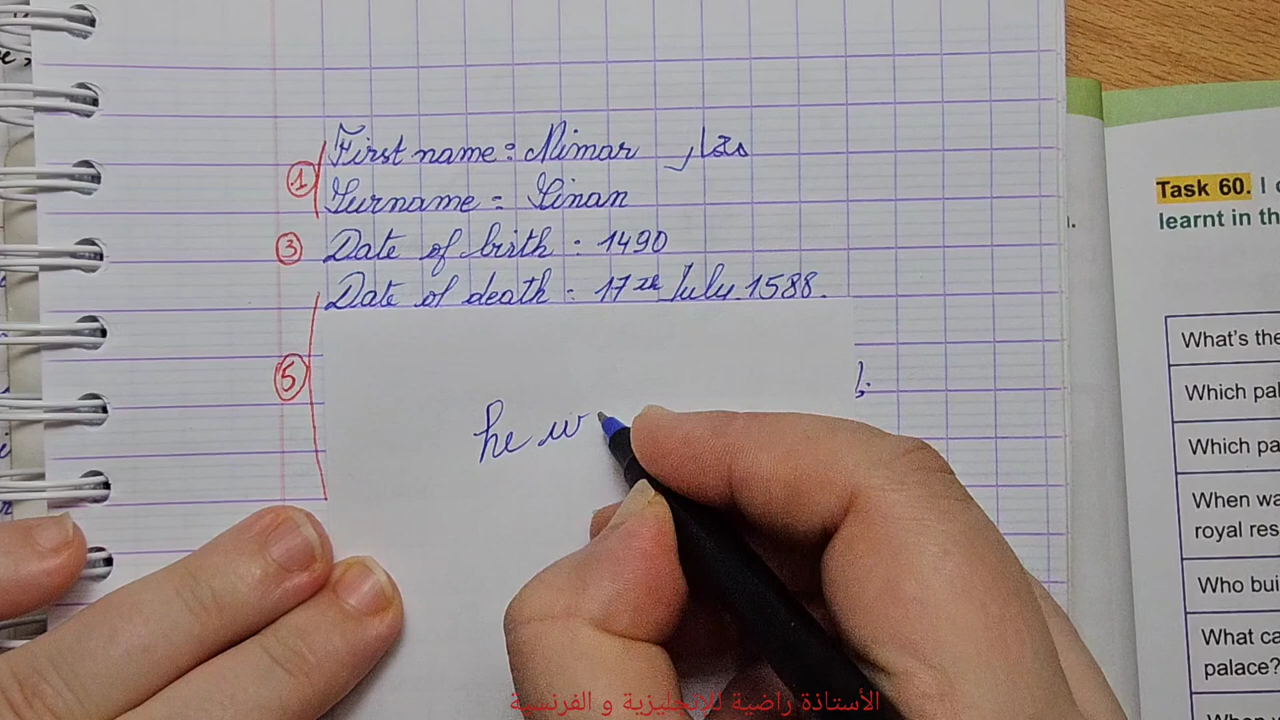 ① First name : Mimar معمار
Surname = Sinan
③ Date of birth : 1490
Date of death : 17th July 1588.
⑤
he w
Task 60. I
learnt in th
What's the
Which pal
Which pa
When wa
royal res
Who bui
What ca
palace?
الأستاذة راضية للإنجليزية و الفرنسية